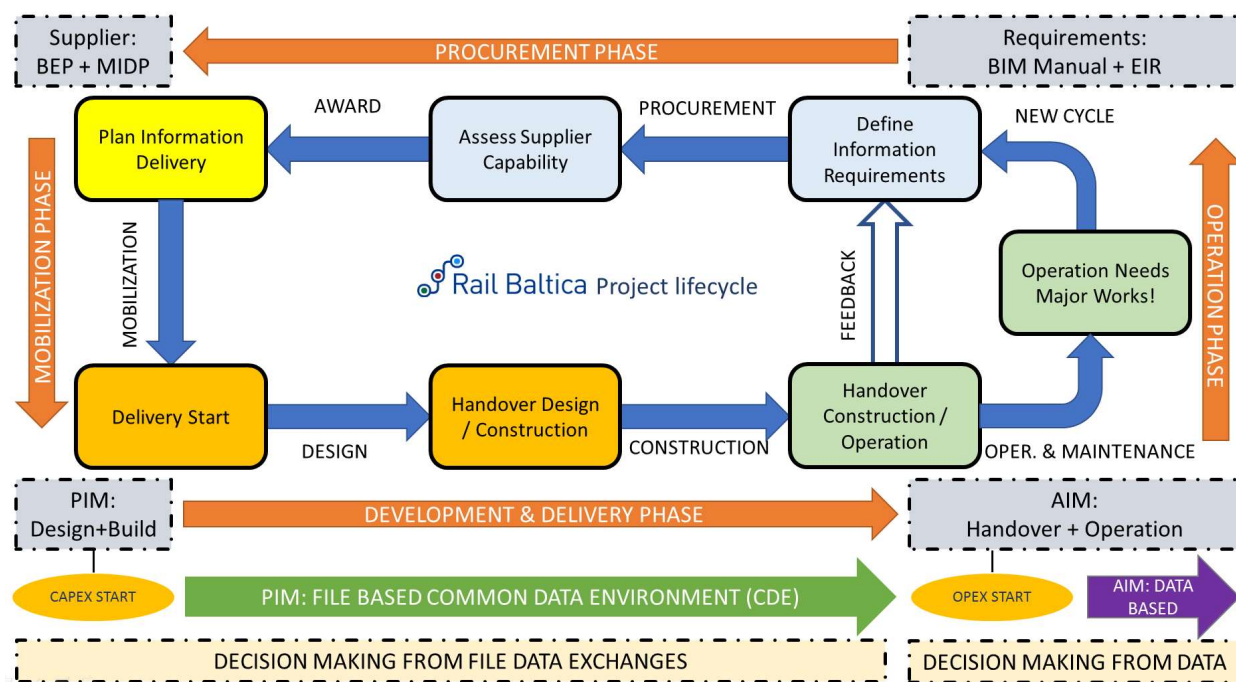 Supplier:
BEP + MIDP
PROCUREMENT PHASE
Requirements:
BIM Manual + EIR
AWARD
PROCUREMENT
NEW CYCLE
Plan Information
Delivery
Assess Supplier
Capability
Define
Information
Requirements
MOBILIZATION PHASE
MOBILIZATION
Rail Baltica Project lifecycle
FEEDBACK
Operation Needs
Major Works!
OPERATION PHASE
Delivery Start
Handover Design
/ Construction
Handover
Construction /
Operation
DESIGN
CONSTRUCTION
OPER. & MAINTENANCE
PIM:
Design+Build
DEVELOPMENT & DELIVERY PHASE
AIM:
Handover + Operation
CAPEX START
PIM: FILE BASED COMMON DATA ENVIRONMENT (CDE)
OPEX START
AIM: DATA
BASED
DECISION MAKING FROM FILE DATA EXCHANGES
DECISION MAKING FROM DATA